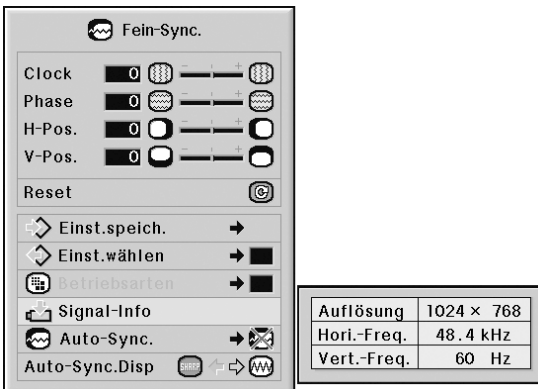 Fein-Sync.
Clock 0 − +
Phase 0 − +
H-Pos. 0 − +
V-Pos. 0 − +
Reset
Einst.speich.
Einst.wählen
Betriebsarten
Signal-Info
Auto-Sync.
Auto-Sync.Disp SHARP
Auflösung 1024 × 768
Hori.-Freq. 48.4 kHz
Vert.-Freq. 60 Hz